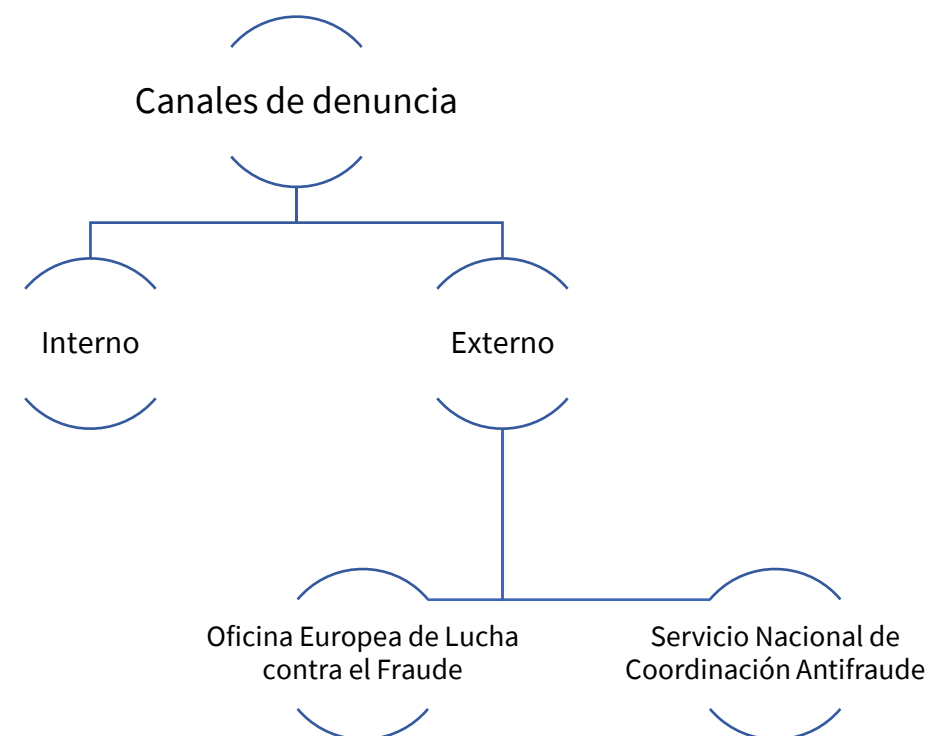 Canales de denuncia
Interno
Externo
Oficina Europea de Lucha
contra el Fraude
Servicio Nacional de
Coordinación Antifraude